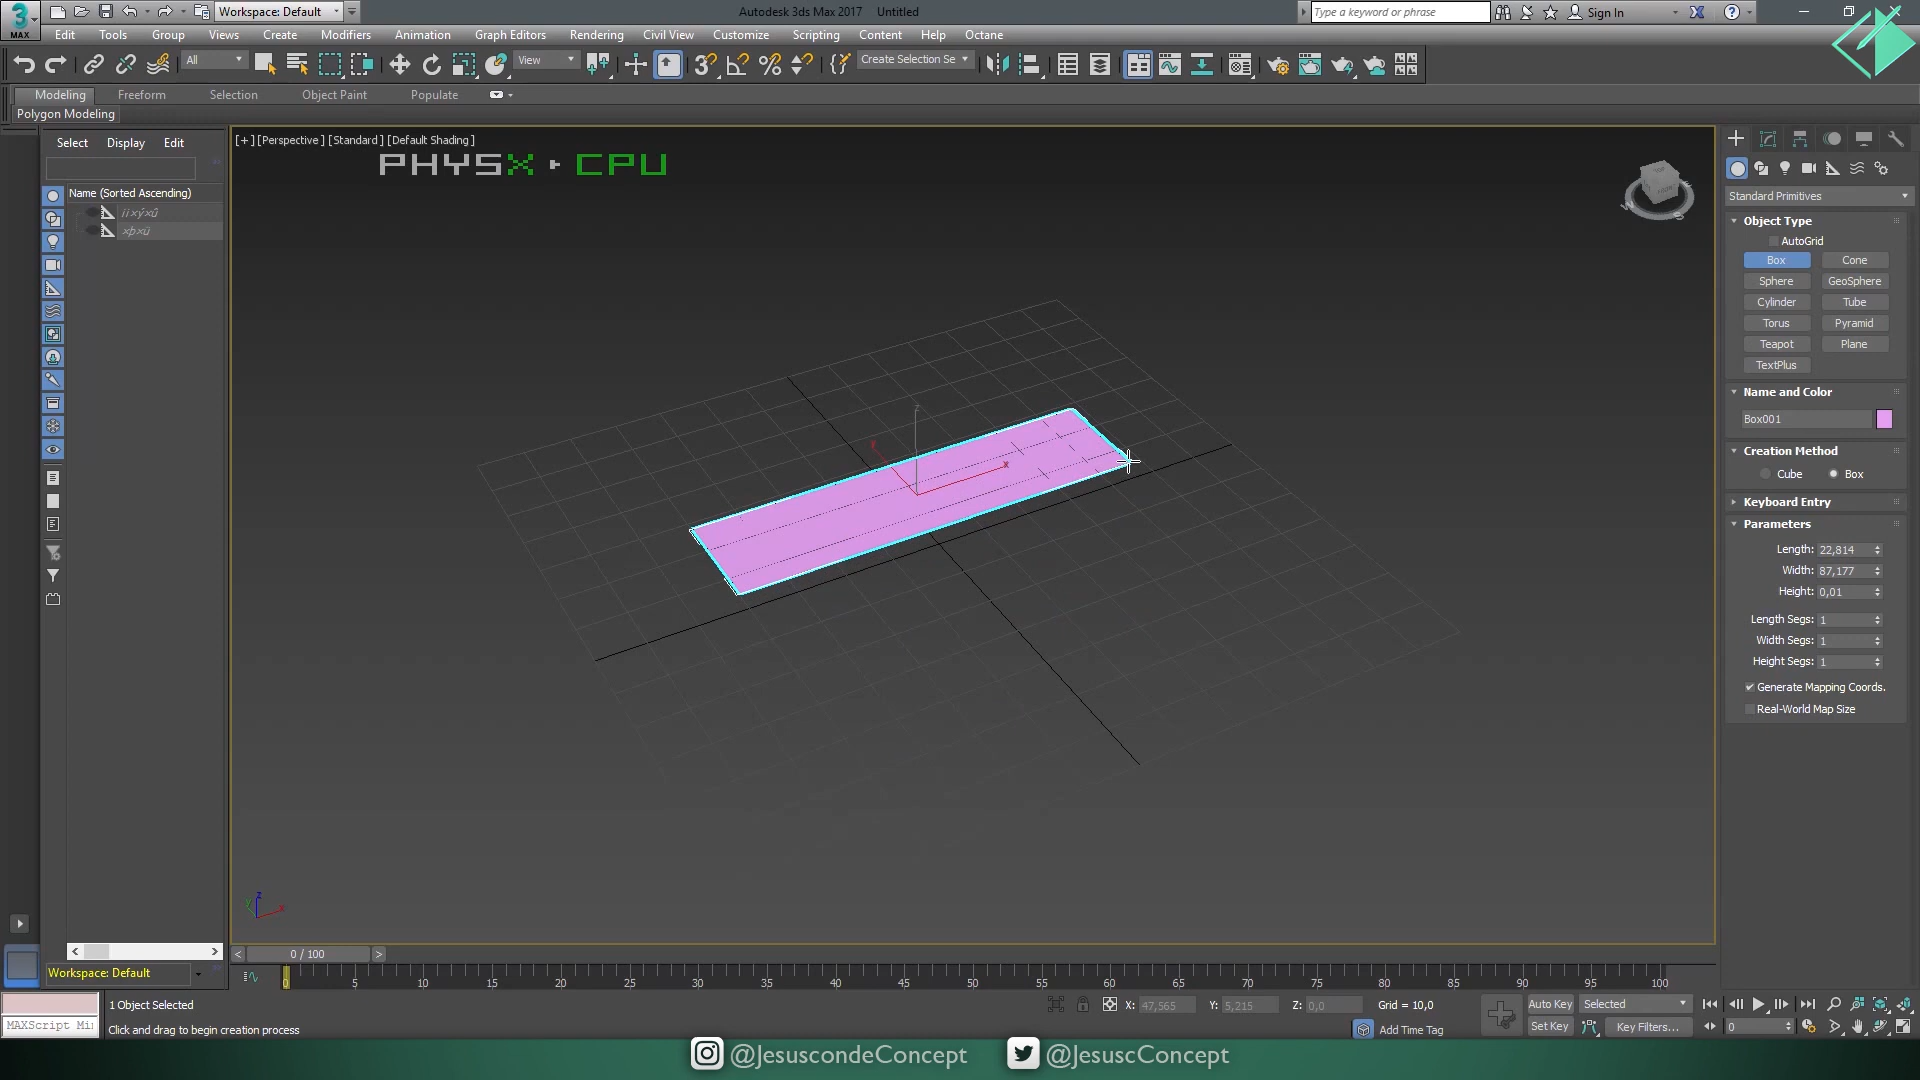 Workspace: Default
Autodesk 3ds Max 2017 Untitled
Type a keyword or phrase
Sign In
3
MAX
Edit Tools Group Views Create Modifiers Animation Graph Editors Rendering Civil View Customize Scripting Content Help Octane
All
View
Create Selection Se
Modeling Freeform Selection Object Paint Populate
Polygon Modeling
Select Display Edit
[+] [Perspective ] [Standard ] [Default Shading ]
PHYSX CPU
Name (Sorted Ascending)
Standard Primitives
Object Type
AutoGrid
Box Cone
Sphere GeoSphere
Cylinder Tube
Torus Pyramid
Teapot Plane
TextPlus
Name and Color
Box001
Creation Method
Cube Box
Keyboard Entry
Parameters
Length: 22,814
Width: 87,177
Height: 0,01
Length Segs: 1
Width Segs: 1
Height Segs: 1
Generate Mapping Coords.
Real-World Map Size
z
x
z
y
x
< 0 / 100 >
Workspace: Default
0 5 10 15 20 25 30 35 40 45 50 55 60 65 70 75 80 85 90 95 100
1 Object Selected
X: 47,565 Y: 5,215 Z: 0,0 Grid = 10,0
Auto Key Selected
MAXScript Mi
Click and drag to begin creation process
Add Time Tag
Set Key Key Filters...
0
@JesuscondeConcept @JesuscConcept